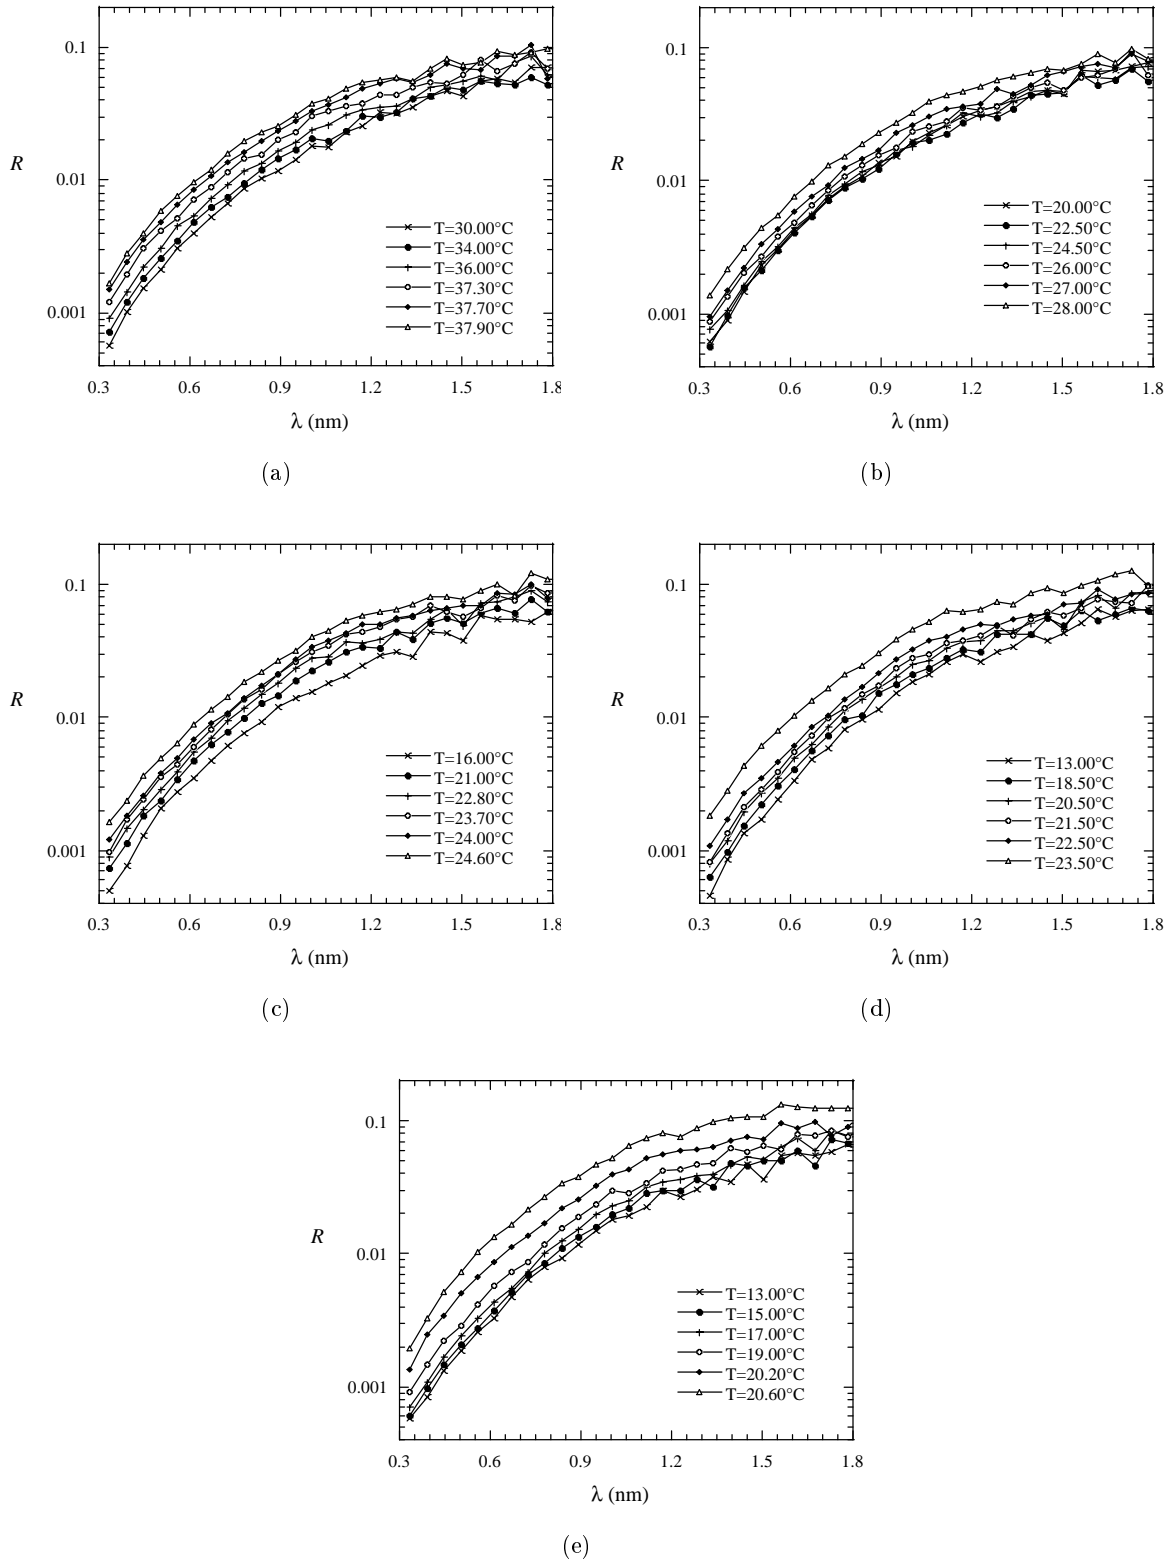 0.1
R
0.01
0.001
T=30.00°C
T=34.00°C
T=36.00°C
T=37.30°C
T=37.70°C
T=37.90°C
0.3 0.6 0.9 1.2 1.5 1.8
λ (nm)
(a)
0.1
R
0.01
0.001
T=20.00°C
T=22.50°C
T=24.50°C
T=26.00°C
T=27.00°C
T=28.00°C
0.3 0.6 0.9 1.2 1.5 1.8
λ (nm)
(b)
0.1
R
0.01
0.001
T=16.00°C
T=21.00°C
T=22.80°C
T=23.70°C
T=24.00°C
T=24.60°C
0.3 0.6 0.9 1.2 1.5 1.8
λ (nm)
(c)
0.1
R
0.01
0.001
T=13.00°C
T=18.50°C
T=20.50°C
T=21.50°C
T=22.50°C
T=23.50°C
0.3 0.6 0.9 1.2 1.5 1.8
λ (nm)
(d)
0.1
R
0.01
0.001
T=13.00°C
T=15.00°C
T=17.00°C
T=19.00°C
T=20.20°C
T=20.60°C
0.3 0.6 0.9 1.2 1.5 1.8
λ (nm)
(e)